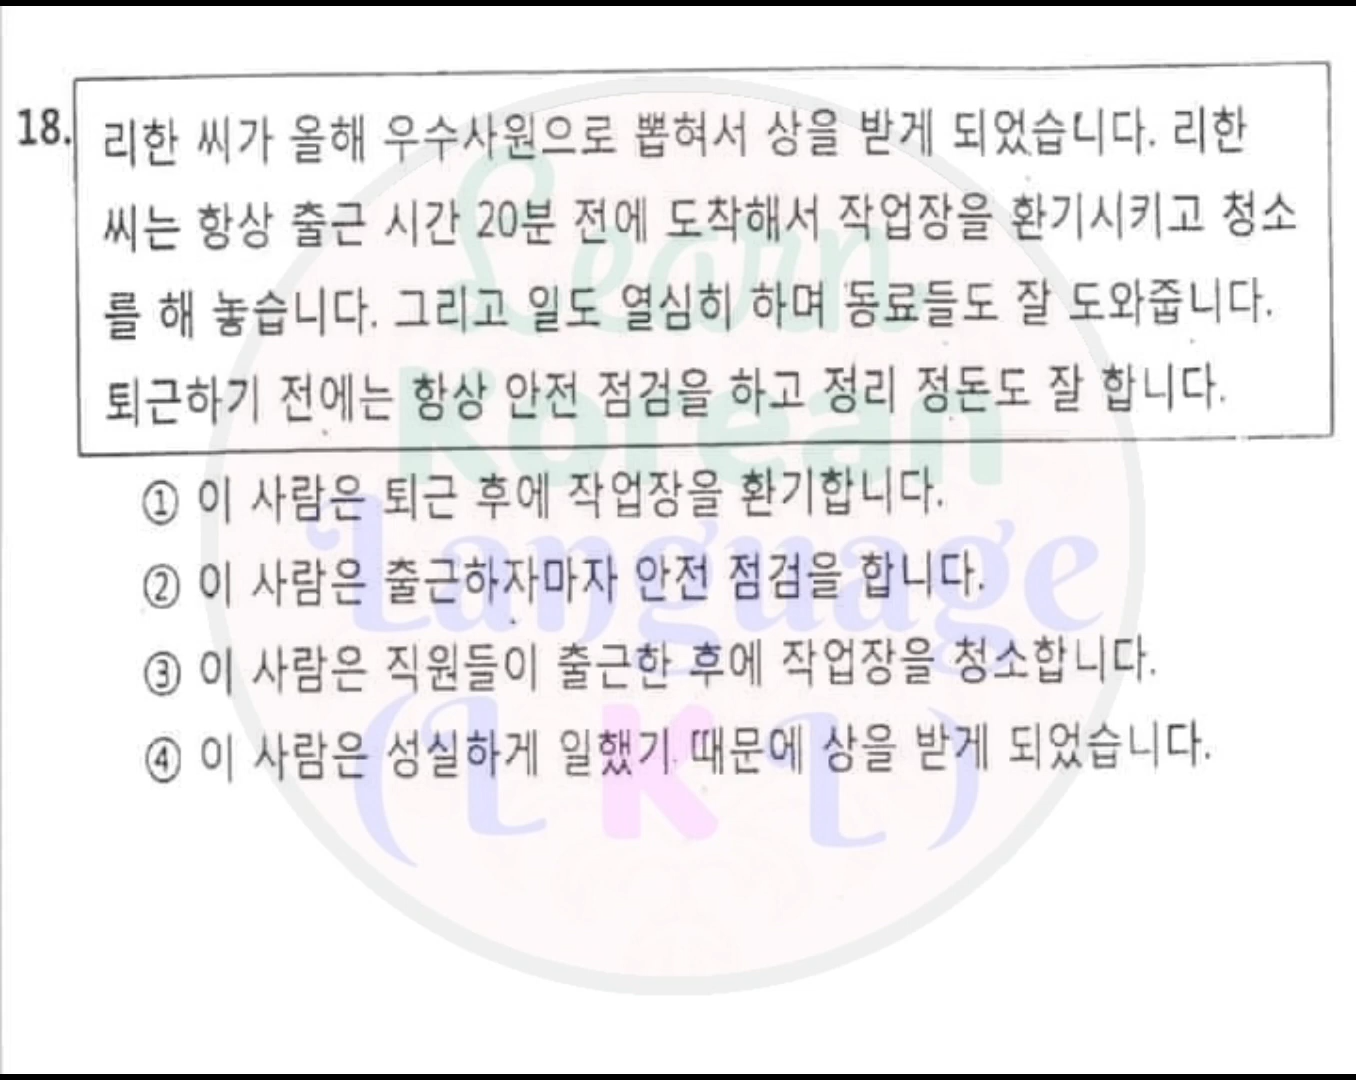 18. 리한 씨가 올해 우수사원으로 뽑혀서 상을 받게 되었습니다. 리한
씨는 항상 출근 시간 20분 전에 도착해서 작업장을 환기시키고 청소
를 해 놓습니다. 그리고 일도 열심히 하며 동료들도 잘 도와줍니다.
퇴근하기 전에는 항상 안전 점검을 하고 정리 정돈도 잘 합니다.
① 이 사람은 퇴근 후에 작업장을 환기합니다.
② 이 사람은 출근하자마자 안전 점검을 합니다.
③ 이 사람은 직원들이 출근한 후에 작업장을 청소합니다.
④ 이 사람은 성실하게 일했기 때문에 상을 받게 되었습니다.
Learn
Korean
Language
(LKL)